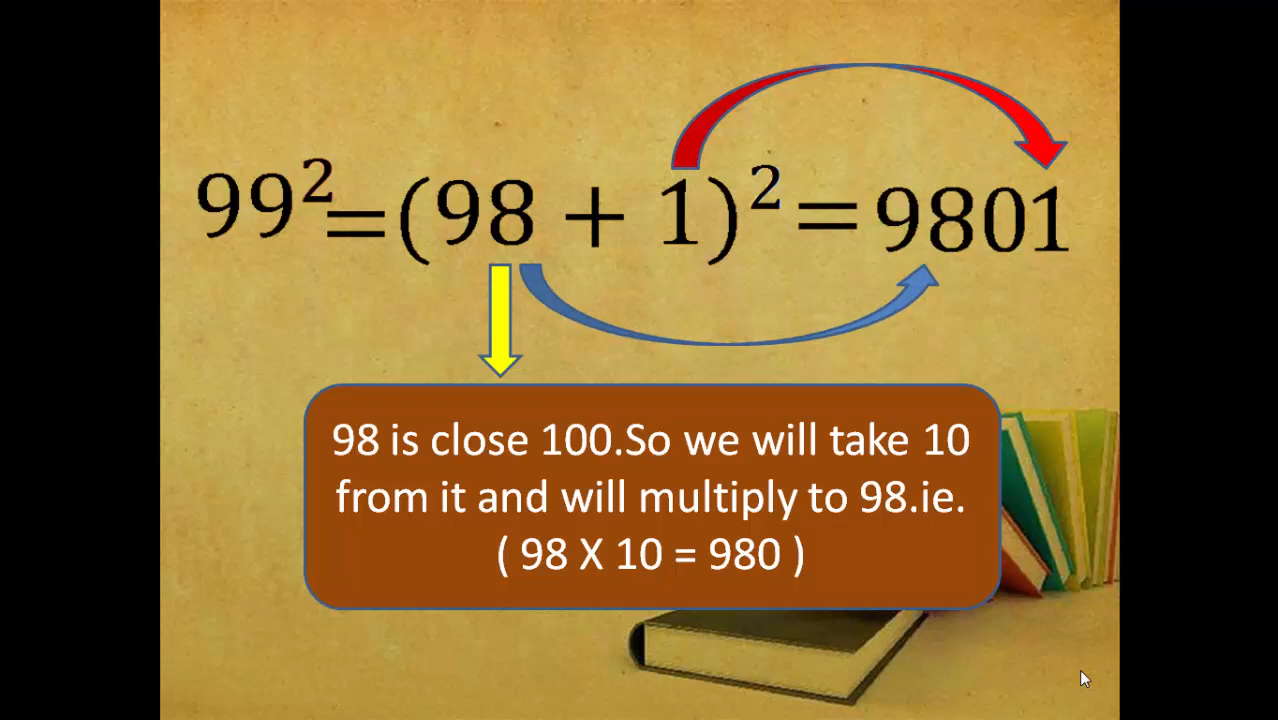 99²=(98 + 1)²=9801
98 is close 100.So we will take 10
from it and will multiply to 98.ie.
( 98 X 10 = 980 )